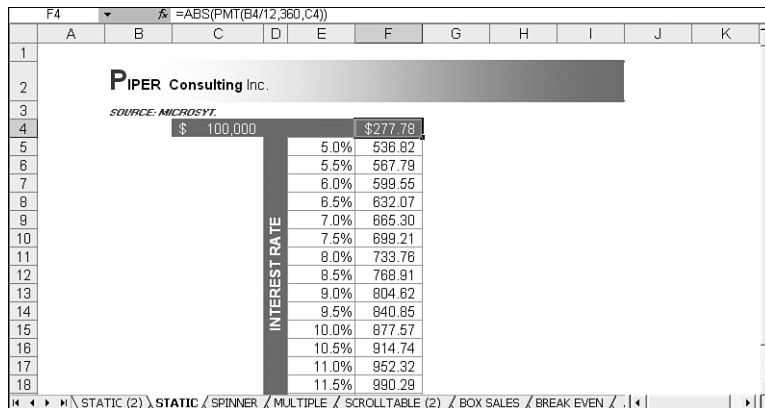 F4 fx =ABS(PMT(B4/12,360,C4))
A B C D E F G H I J K
1
2 PIPER Consulting Inc.
3 SOURCE: MICROSYT.
4 $ 100,000 $277.78
5 5.0% 536.82
6 5.5% 567.79
7 6.0% 599.55
8 6.5% 632.07
9 7.0% 665.30
10 7.5% 699.21
11 8.0% 733.76
12 8.5% 768.91
13 9.0% 804.62
14 9.5% 840.85
15 10.0% 877.57
16 10.5% 914.74
17 11.0% 952.32
18 11.5% 990.29
INTEREST RATE
STATIC (2) STATIC SPINNER MULTIPLE SCROLLTABLE (2) BOX SALES BREAK EVEN